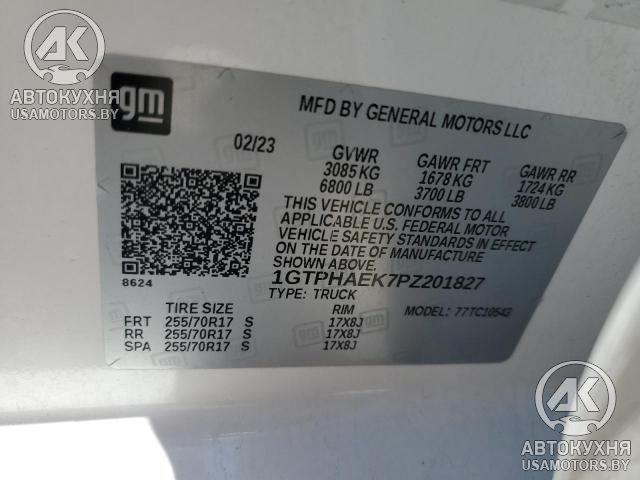 AK
АВТОКУХНЯ
USAMOTORS.BY
gm
MFD BY GENERAL MOTORS LLC
02/23
GVWR GAWR FRT GAWR RR
3085 KG 1678 KG 1724 KG
6800 LB 3700 LB 3800 LB
THIS VEHICLE CONFORMS TO ALL
APPLICABLE U.S. FEDERAL MOTOR
VEHICLE SAFETY STANDARDS IN EFFECT
ON THE DATE OF MANUFACTURE
SHOWN ABOVE.
8624
1GTPHAEK7PZ201827
TYPE: TRUCK
MODEL: 77TC10543
TIRE SIZE RIM
FRT 255/70R17 S 17X8J
RR 255/70R17 S 17X8J
SPA 255/70R17 S 17X8J
AK
АВТОКУХНЯ
USAMOTORS.BY